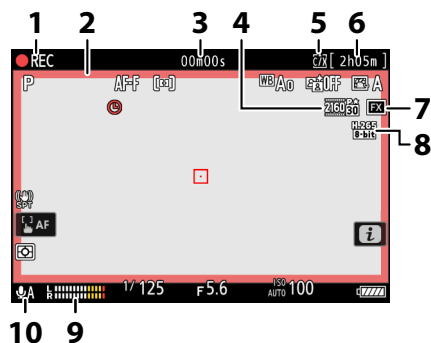 1 2 3 4 5 6
REC 00m00s [ 2h05m ]
P AF-F WB A0 OFF A
2160 30 FX 7
H.265
8-bit 8
SPT
AF
i
A L
R 1/125 F5.6 ISO
AUTO 100
10 9